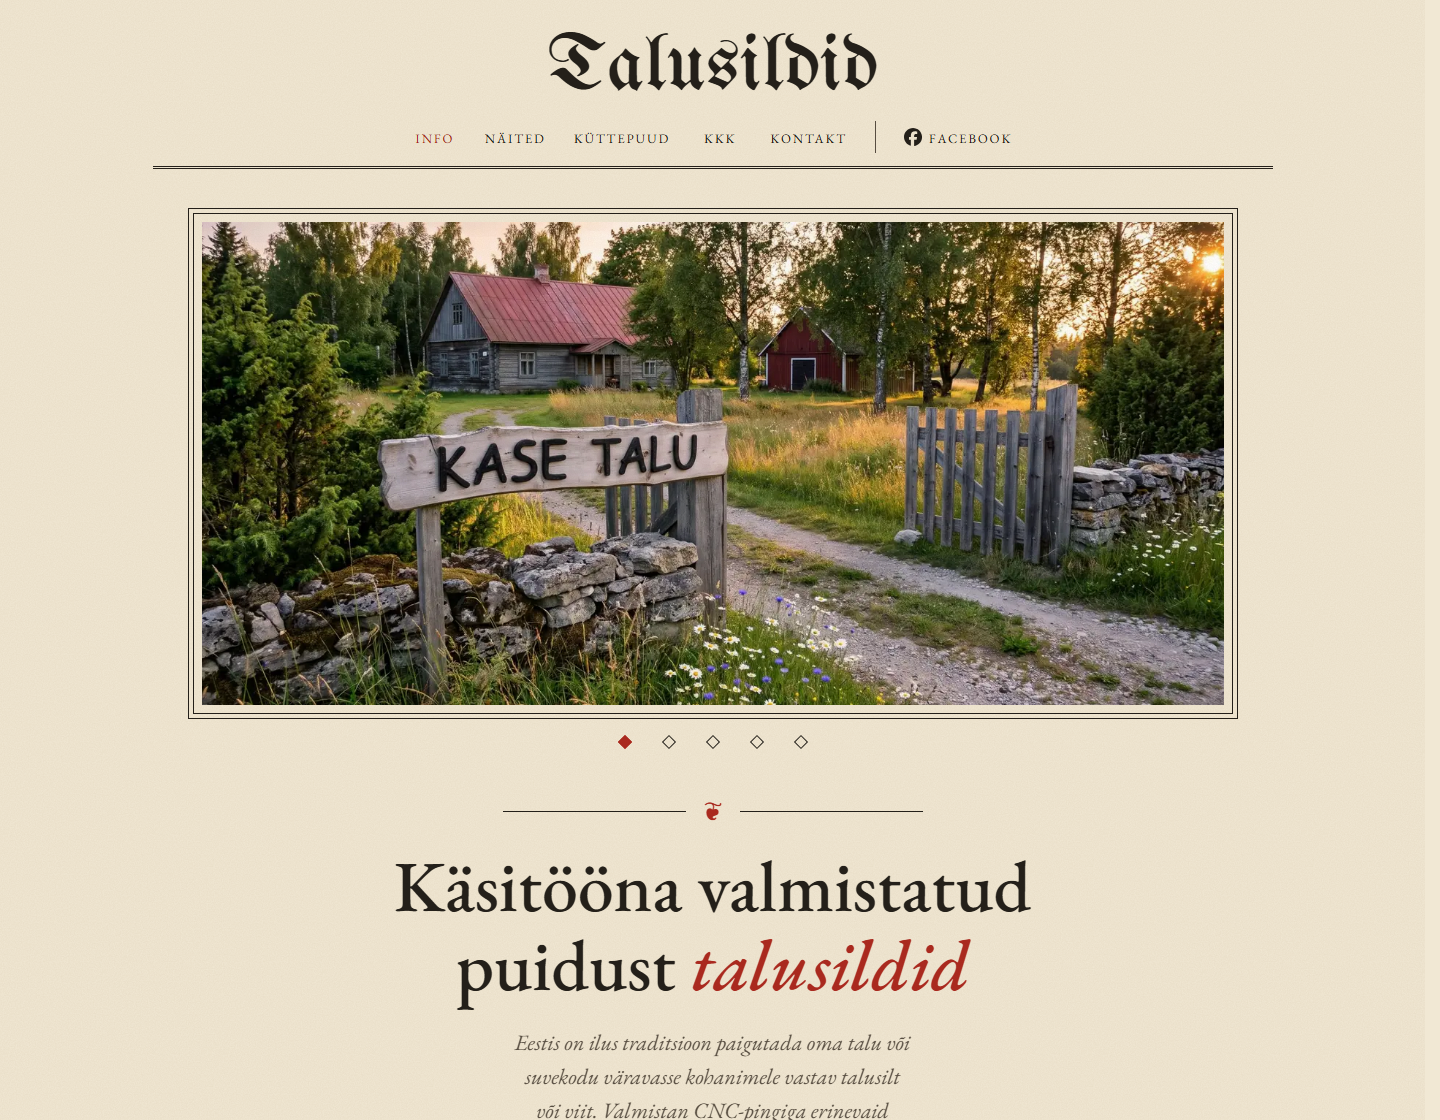 Talusildid
INFO NÄITED KÜTTEPUUD KKK KONTAKT FACEBOOK
KASE TALU
Käsitööna valmistatud
puidust talusildid
Eestis on ilus traditsioon paigutada oma talu või
suvekodu väravasse kohanimele vastav talusilt
või viit. Valmistan CNC-pingiga erinevaid